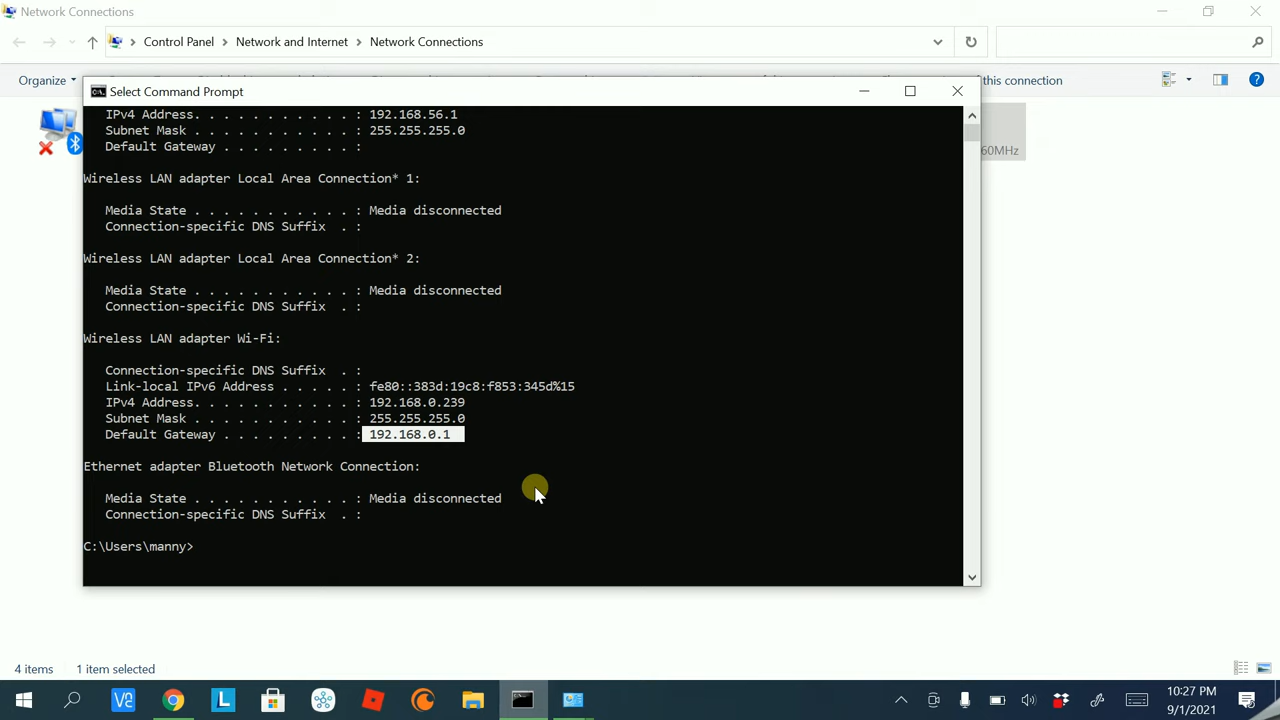 Network Connections
Control Panel > Network and Internet > Network Connections
Organize
this connection
Select Command Prompt
60MHz
IPv4 Address. . . . . . . . . . . : 192.168.56.1
Subnet Mask . . . . . . . . . . . : 255.255.255.0
Default Gateway . . . . . . . . . :
Wireless LAN adapter Local Area Connection* 1:
Media State . . . . . . . . . . . : Media disconnected
Connection-specific DNS Suffix  . :
Wireless LAN adapter Local Area Connection* 2:
Media State . . . . . . . . . . . : Media disconnected
Connection-specific DNS Suffix  . :
Wireless LAN adapter Wi-Fi:
Connection-specific DNS Suffix  . :
Link-local IPv6 Address . . . . . : fe80::383d:19c8:f853:345d%15
IPv4 Address. . . . . . . . . . . : 192.168.0.239
Subnet Mask . . . . . . . . . . . : 255.255.255.0
Default Gateway . . . . . . . . . : 192.168.0.1
Ethernet adapter Bluetooth Network Connection:
Media State . . . . . . . . . . . : Media disconnected
Connection-specific DNS Suffix  . :
C:\Users\manny>
4 items 1 item selected
10:27 PM
9/1/2021